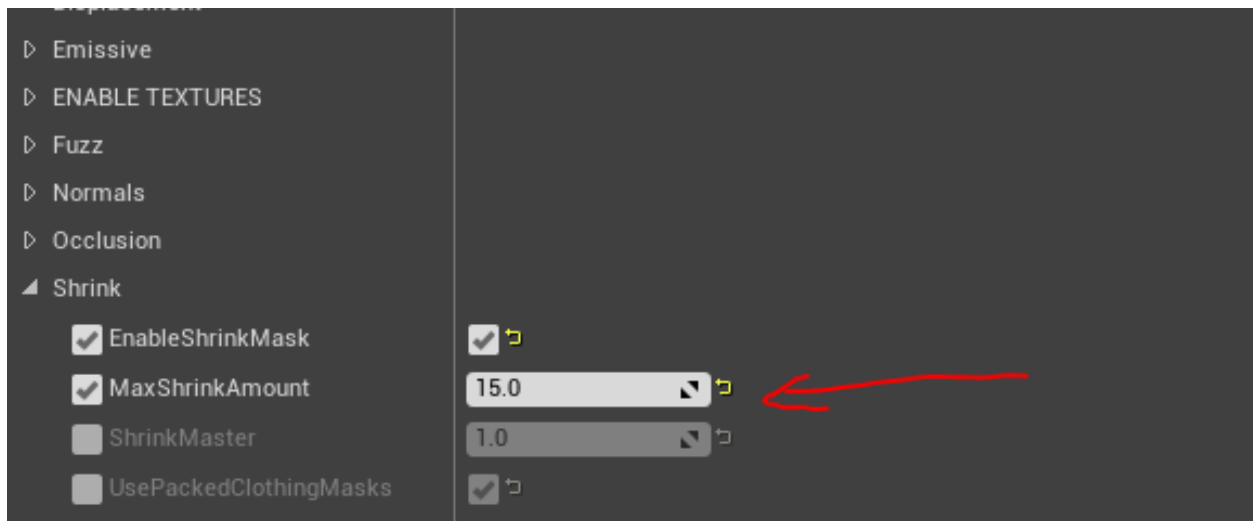 Emissive
ENABLE TEXTURES
Fuzz
Normals
Occlusion
Shrink
EnableShrinkMask
MaxShrinkAmount 15.0
ShrinkMaster 1.0
UsePackedClothingMasks